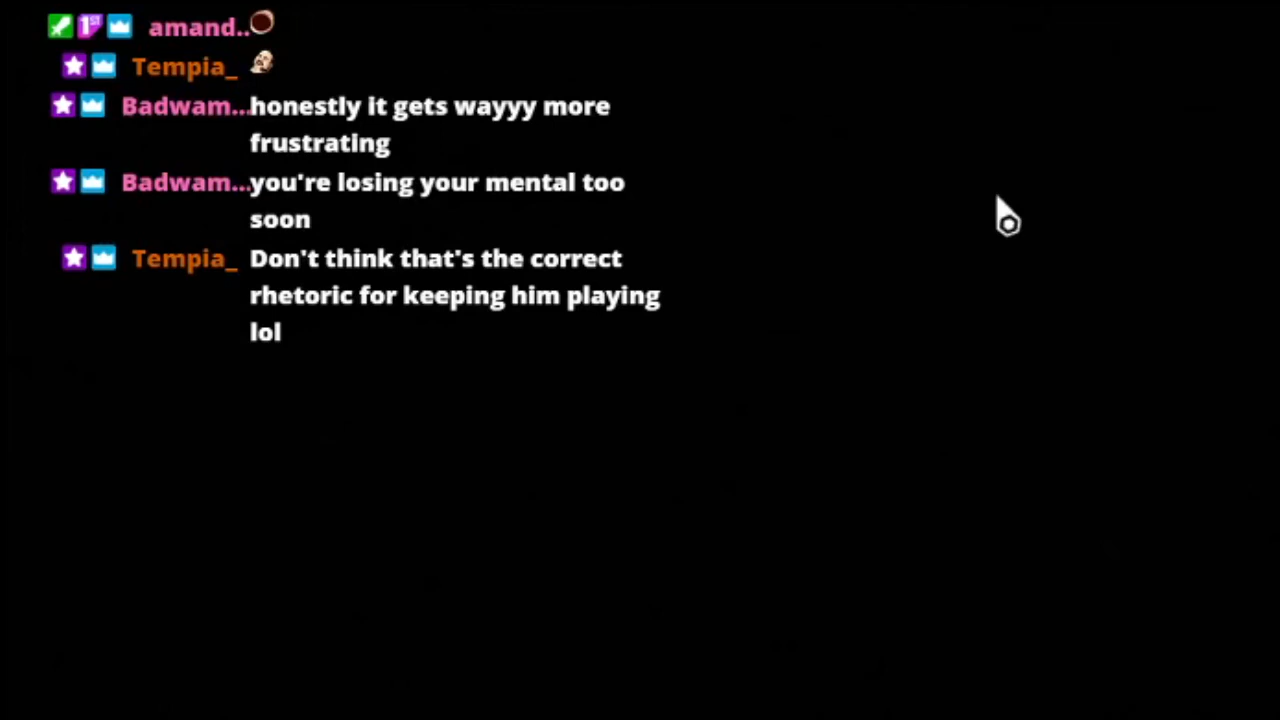 1ST amand..
Tempia_
Badwam... honestly it gets wayyy more
frustrating
Badwam... you're losing your mental too
soon
Tempia_ Don't think that's the correct
rhetoric for keeping him playing
lol